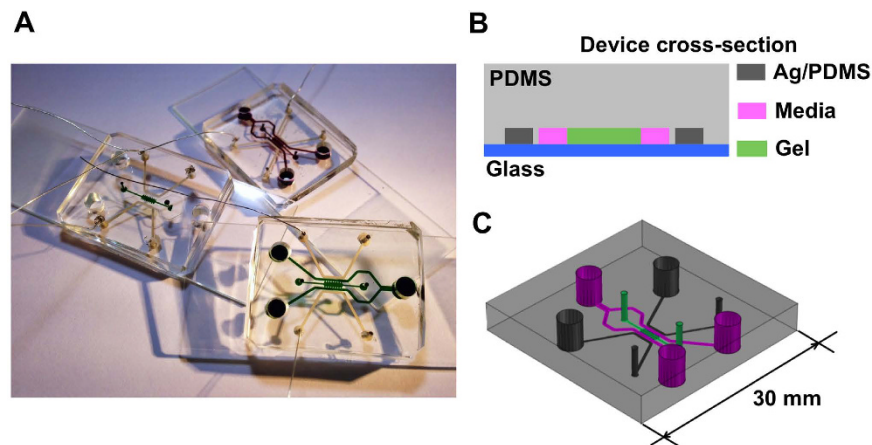 A
B
Device cross-section
PDMS
Ag/PDMS
Media
Gel
Glass
C
30 mm